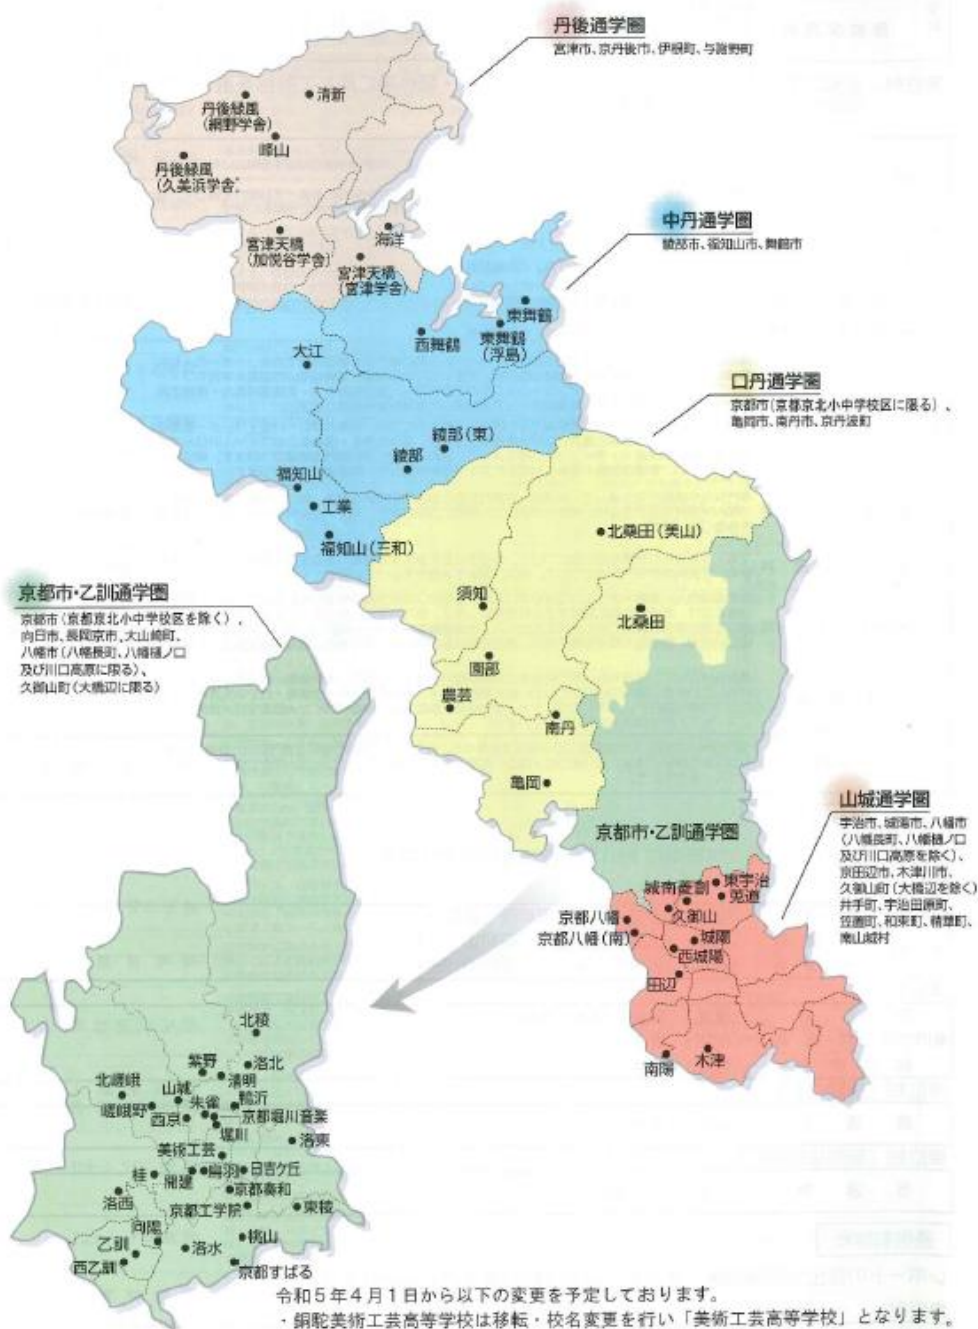 丹後通学圏
宮津市、京丹後市、伊根町、与謝野町
丹後緑風
(網野学舎)
清新
峰山
丹後緑風
(久美浜学舎)
宮津天橋
(加悦谷学舎)
海洋
宮津天橋
(宮津学舎)
中丹通学圏
綾部市、福知山市、舞鶴市
東舞鶴
西舞鶴
東舞鶴
(浮島)
大江
綾部(東)
綾部
福知山
工業
福知山(三和)
口丹通学圏
京都市(京都京北小中学校区に限る)、
亀岡市、南丹市、京丹波町
北桑田(美山)
須知
北桑田
園部
農芸
南丹
亀岡
京都市・乙訓通学圏
京都市(京都京北小中学校区を除く)、
向日市、長岡京市、大山崎町、
八幡市(八幡長町、八幡樋ノ口
及び川口高原に限る)、
久御山町(大橋辺に限る)
京都市・乙訓通学圏
山城通学圏
宇治市、城陽市、八幡市
(八幡長町、八幡樋ノ口
及び川口高原を除く)、
京田辺市、木津川市、
久御山町(大橋辺を除く)
井手町、宇治田原町、
笠置町、和束町、精華町、
南山城村
城南菱創
東宇治
莵道
京都八幡
久御山
京都八幡(南)
城陽
西城陽
田辺
南陽
木津
北稜
紫野
洛北
北嵯峨
山城
清明
嵯峨野
朱雀
鴨沂
西京
京都堀川音楽
堀川
洛東
美術工芸
桂
開建
鳥羽
日吉ケ丘
洛西
京都奏和
京都工学院
東稜
向陽
桃山
乙訓
洛水
西乙訓
京都すばる
令和5年4月1日から以下の変更を予定しております。
・銅駝美術工芸高等学校は移転・校名変更を行い「美術工芸高等学校」となります。